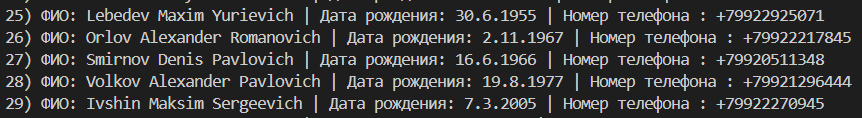 25) ФИО: Lebedev Maxim Yurievich | Дата рождения: 30.6.1955 | Номер телефона : +79922925071
26) ФИО: Orlov Alexander Romanovich | Дата рождения: 2.11.1967 | Номер телефона : +79922217845
27) ФИО: Smirnov Denis Pavlovich | Дата рождения: 16.6.1966 | Номер телефона : +79920511348
28) ФИО: Volkov Alexander Pavlovich | Дата рождения: 19.8.1977 | Номер телефона : +79921296444
29) ФИО: Ivshin Maksim Sergeevich | Дата рождения: 7.3.2005 | Номер телефона : +79922270945